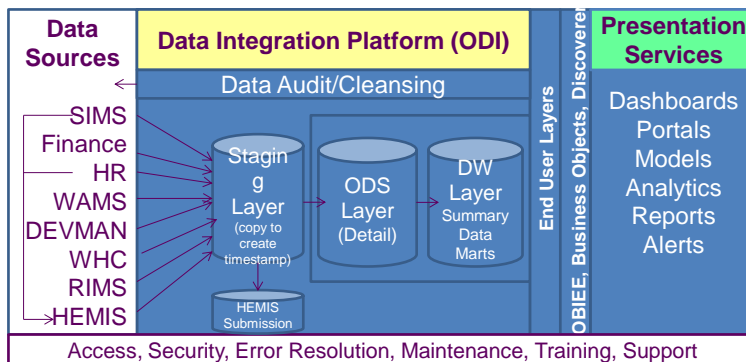 Data
Sources
Data Integration Platform (ODI)
Data Audit/Cleansing
SIMS
Finance
HR
WAMS
DEVMAN
WHC
RIMS
HEMIS
Stagin
g
Layer
(copy to
create
timestamp)
HEMIS
Submission
ODS
Layer
(Detail)
DW
Layer
Summary
Data
Marts
End User Layers
OBIEE, Business Objects, Discoverer
Presentation
Services
Dashboards
Portals
Models
Analytics
Reports
Alerts
Access, Security, Error Resolution, Maintenance, Training, Support